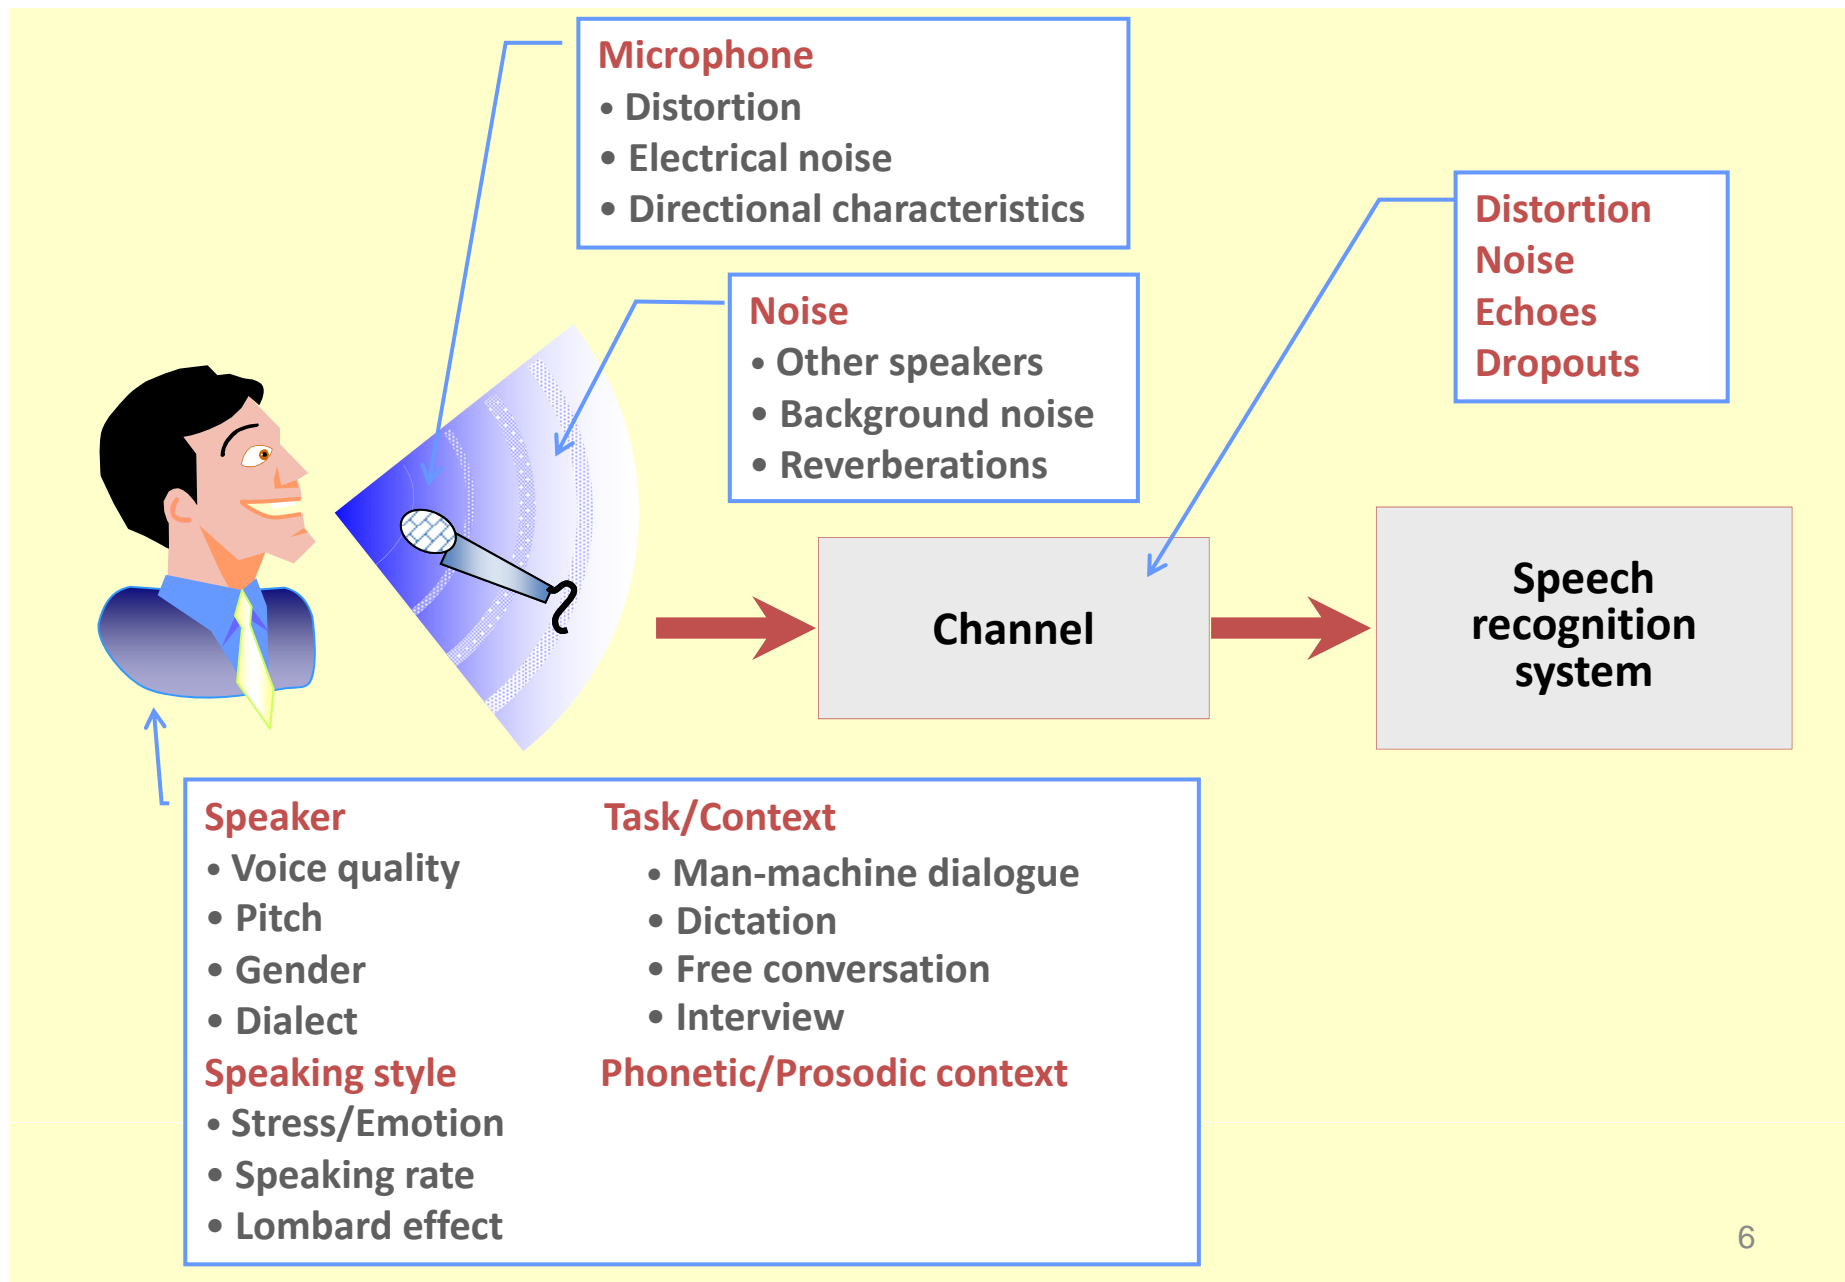 Microphone
• Distortion
• Electrical noise
• Directional characteristics
Noise
• Other speakers
• Background noise
• Reverberations
Distortion
Noise
Echoes
Dropouts
Channel
Speech
recognition
system
Speaker
• Voice quality
• Pitch
• Gender
• Dialect
Speaking style
• Stress/Emotion
• Speaking rate
• Lombard effect
Task/Context
• Man-machine dialogue
• Dictation
• Free conversation
• Interview
Phonetic/Prosodic context
6